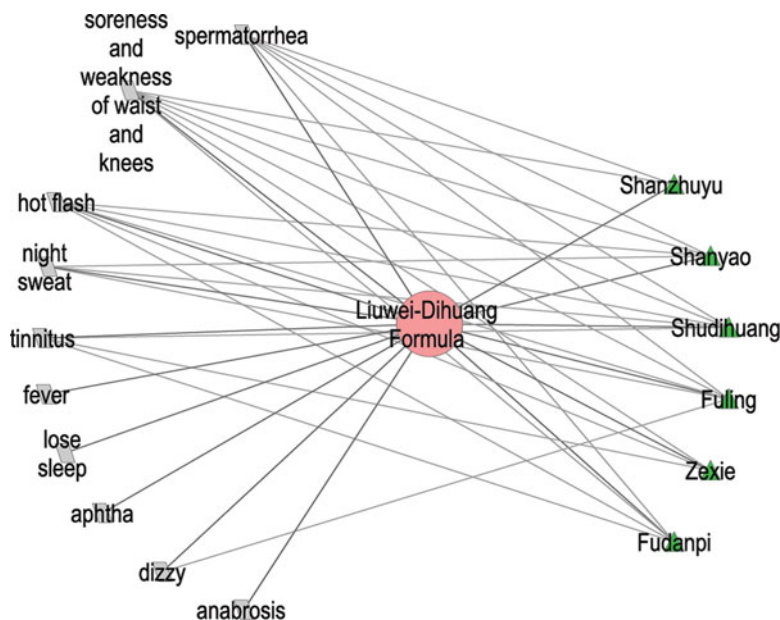 soreness
and
weakness
of waist
and
knees
spermatorrhea
hot flash
night
sweat
tinnitus
fever
lose
sleep
aphtha
dizzy
anabrosis
Liuwei-Dihuang
Formula
Shanzhuyu
Shanyao
Shudihuang
Fuling
Zexie
Fudanpi